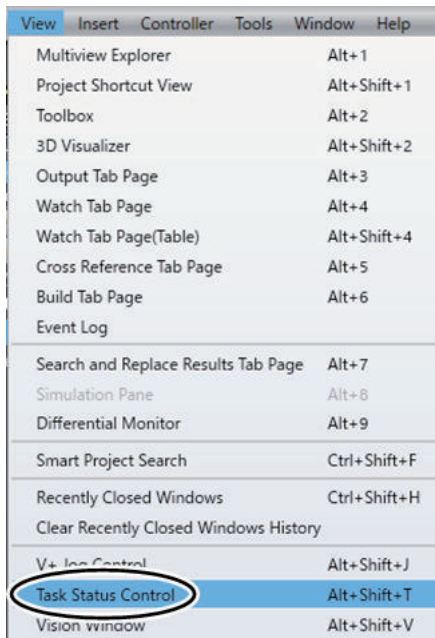 View Insert Controller Tools Window Help
Multiview Explorer Alt+1
Project Shortcut View Alt+Shift+1
Toolbox Alt+2
3D Visualizer Alt+Shift+2
Output Tab Page Alt+3
Watch Tab Page Alt+4
Watch Tab Page(Table) Alt+Shift+4
Cross Reference Tab Page Alt+5
Build Tab Page Alt+6
Event Log
Search and Replace Results Tab Page Alt+7
Simulation Pane Alt+8
Differential Monitor Alt+9
Smart Project Search Ctrl+Shift+F
Recently Closed Windows Ctrl+Shift+H
Clear Recently Closed Windows History
V+ Jog Control Alt+Shift+J
Task Status Control Alt+Shift+T
Vision Window Alt+Shift+V